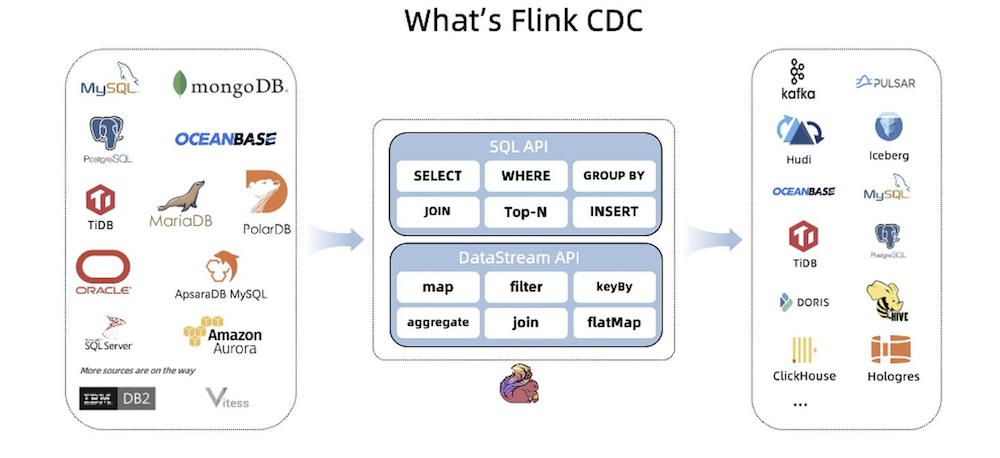 What's Flink CDC
MySQL
mongoDB
PostgreSQL
OCEANBASE
TiDB
MariaDB
PolarDB
ORACLE
ApsaraDB MySQL
SQL Server
Amazon
Aurora
More sources are on the way
IBM DB2
Vitess
SQL API
SELECT WHERE GROUP BY
JOIN Top-N INSERT
DataStream API
map filter keyBy
aggregate join flatMap
kafka
PULSAR
Hudi
Iceberg
OCEANBASE
MySQL
TiDB
PostgreSQL
DORIS
HIVE
ClickHouse
Hologres
...